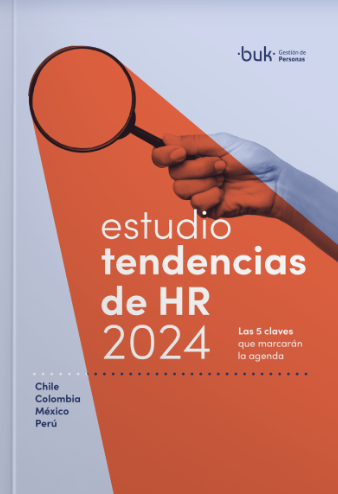 ·buk· Gestión de
Personas
estudio
tendencias
de HR
2024
Las 5 claves
que marcarán
la agenda
Chile
Colombia
México
Perú